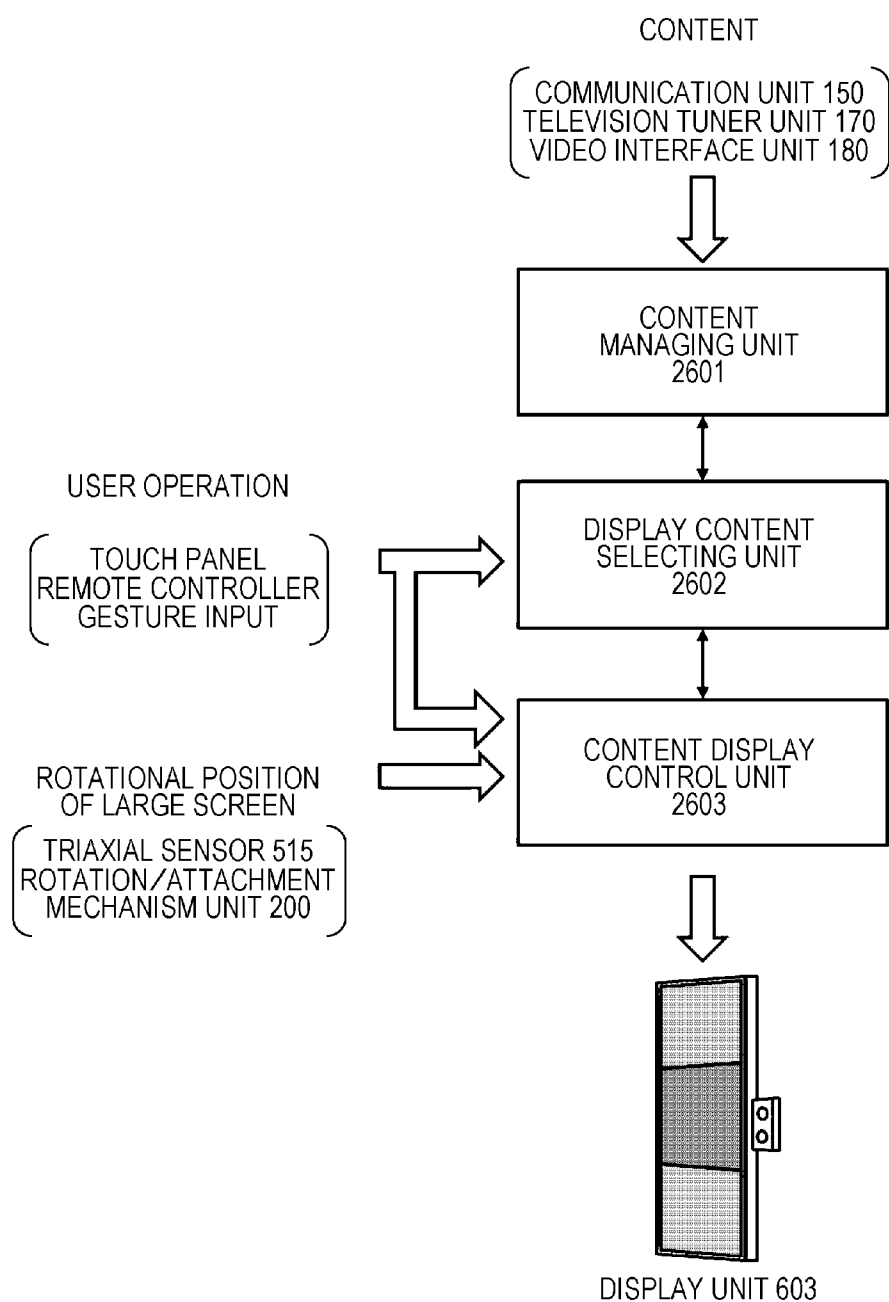 CONTENT
COMMUNICATION UNIT 150
TELEVISION TUNER UNIT 170
VIDEO INTERFACE UNIT 180
CONTENT
MANAGING UNIT
2601
USER OPERATION
TOUCH PANEL
REMOTE CONTROLLER
GESTURE INPUT
DISPLAY CONTENT
SELECTING UNIT
2602
ROTATIONAL POSITION
OF LARGE SCREEN
TRIAXIAL SENSOR 515
ROTATION/ATTACHMENT
MECHANISM UNIT 200
CONTENT DISPLAY
CONTROL UNIT
2603
DISPLAY UNIT 603